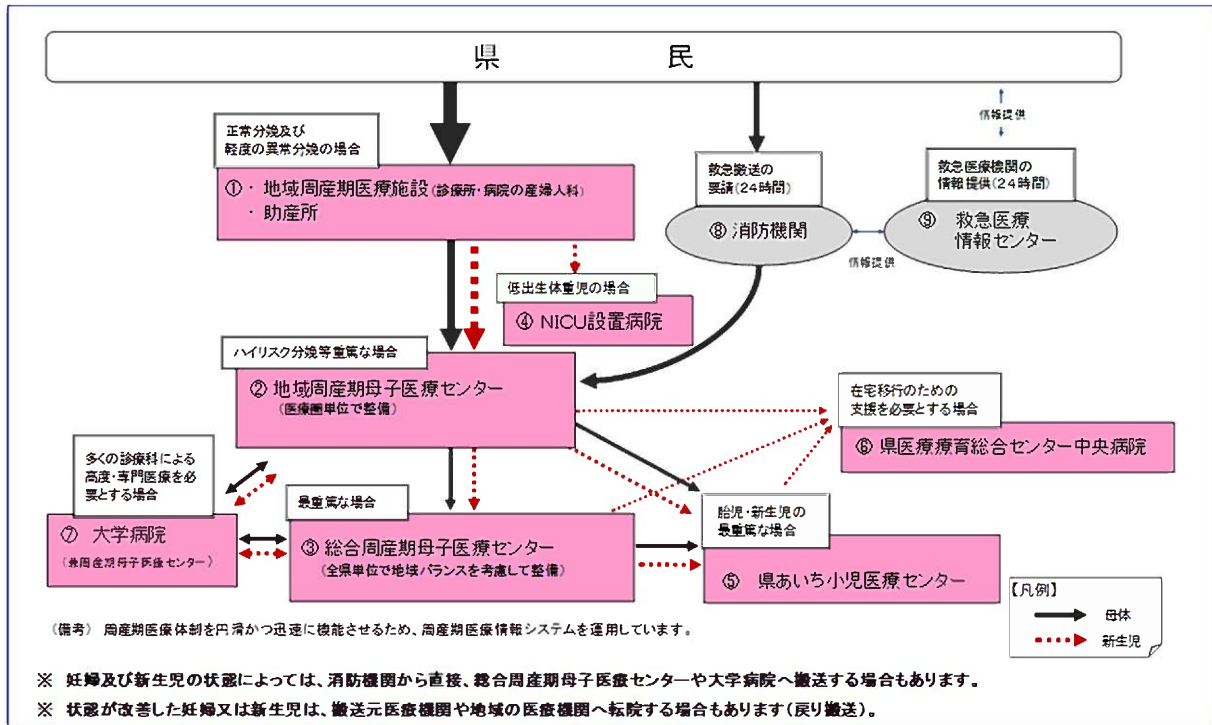 県 民
情報提供
正常分娩及び
軽度の異常分娩の場合
①・地域周産期医療施設(診療所・病院の産婦人科)
・助産所
救急搬送の
要請(24時間)
⑧ 消防機関
救急医療機関の
情報提供(24時間)
⑨ 救急医療
情報センター
情報提供
低出生体重児の場合
④ NICU設置病院
ハイリスク分娩等重篤な場合
② 地域周産期母子医療センター
(医療圏単位で整備)
在宅移行のための
支援を必要とする場合
⑥ 県医療療育総合センター中央病院
多くの診療科による
高度・専門医療を必
要とする場合
⑦ 大学病院
(兼周産期母子医療センター)
最重篤な場合
③ 総合周産期母子医療センター
(全県単位で地域バランスを考慮して整備)
胎児・新生児の
最重篤な場合
⑤ 県あいち小児医療センター
【凡例】
母体
新生児
(備考) 周産期医療体制を円滑かつ迅速に機能させるため、周産期医療情報システムを運用しています。
※ 妊婦及び新生児の状態によっては、消防機関から直接、総合周産期母子医療センターや大学病院へ搬送する場合もあります。
※ 状態が改善した妊婦又は新生児は、搬送元医療機関や地域の医療機関へ転院する場合もあります(戻り搬送)。